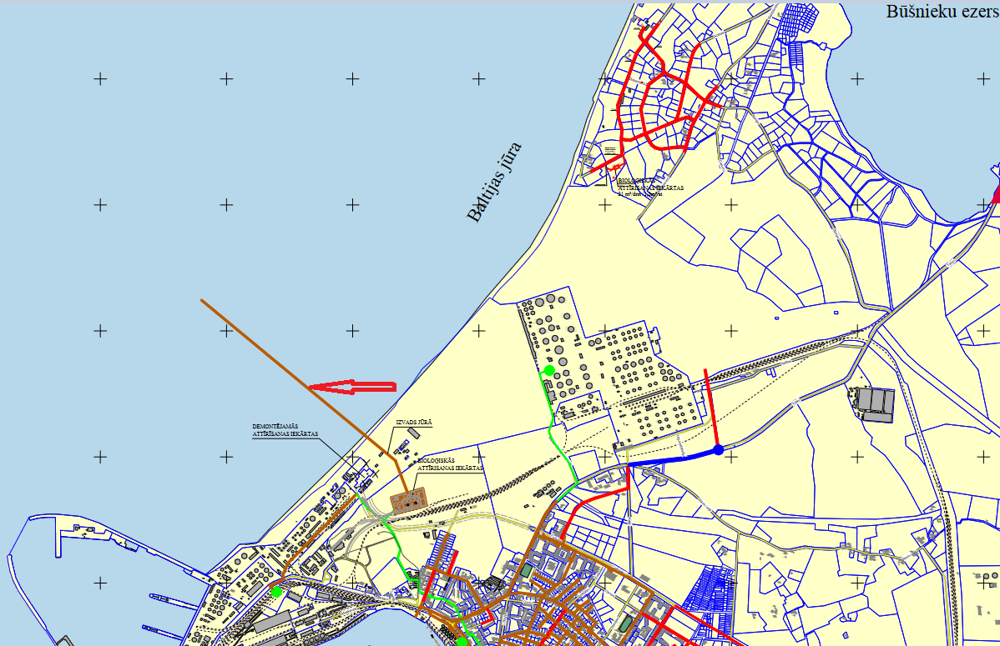 Būšnieku ezers
Baltijas jūra
BIOLOĢISKĀS
ATTĪRĪŠANAS IEKĀRTAS
DEMONTĒJAMĀS
ATTĪRĪŠANAS IEKĀRTAS
IZVADS JŪRĀ
BIOLOĢISKĀS
ATTĪRĪŠANAS IEKĀRTAS